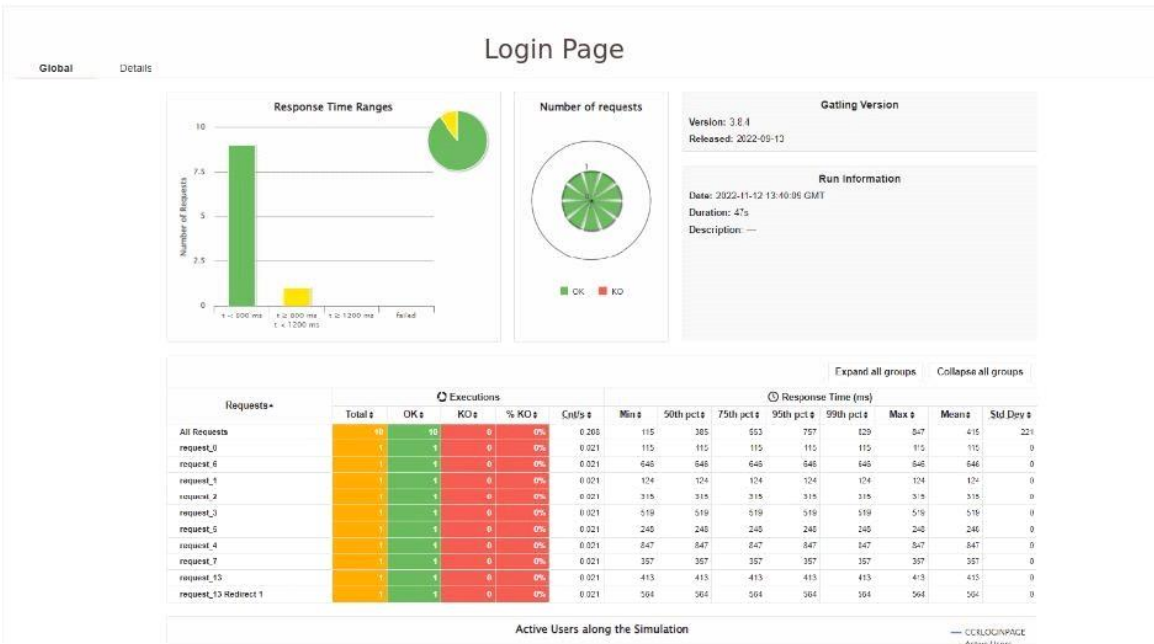 Login Page
Global Details
Response Time Ranges
10
7.5
5
2.5
0
Number of Requests
t < 800 ms
t ≥ 800 ms
t < 1200 ms
t ≥ 1200 ms
failed
Number of requests
1
OK KO
Gatling Version
Version: 3.8.4
Released: 2022-09-13
Run Information
Date: 2022-11-12 13:40:09 GMT
Duration: 47s
Description: —
Expand all groups Collapse all groups
Requests Executions Response Time (ms)
Total OK KO % KO Cnt/s Min 50th pct 75th pct 95th pct 99th pct Max Mean Std Dev
All Requests 10 10 0 0% 115 385 553 757 829 847 415 221
request_0 1 1 0 0% 0.021 115 115 115 115 115 115 115 0
request_6 1 1 0 0% 0.021 646 646 646 646 646 646 646 0
request_1 1 1 0 0% 0.021 124 124 124 124 124 124 124 0
request_2 1 1 0 0% 0.021 315 315 315 315 315 315 315 0
request_3 1 1 0 0% 0.021 519 519 519 519 519 519 519 0
request_5 1 1 0 0% 0.021 0
request_4 1 1 0 0% 0.021 847 847 847 847 847 847 847 0
request_7 1 1 0 0% 0.021 357 357 357 357 357 357 357 0
request_13 1 1 0 0% 0.021 413 413 413 413 413 413 413 0
request_13 Redirect 1 1 1 0 0% 0.021 564 564 564 564 564 564 564 0
Active Users along the Simulation
CCRLOGINPAGE
Active Users